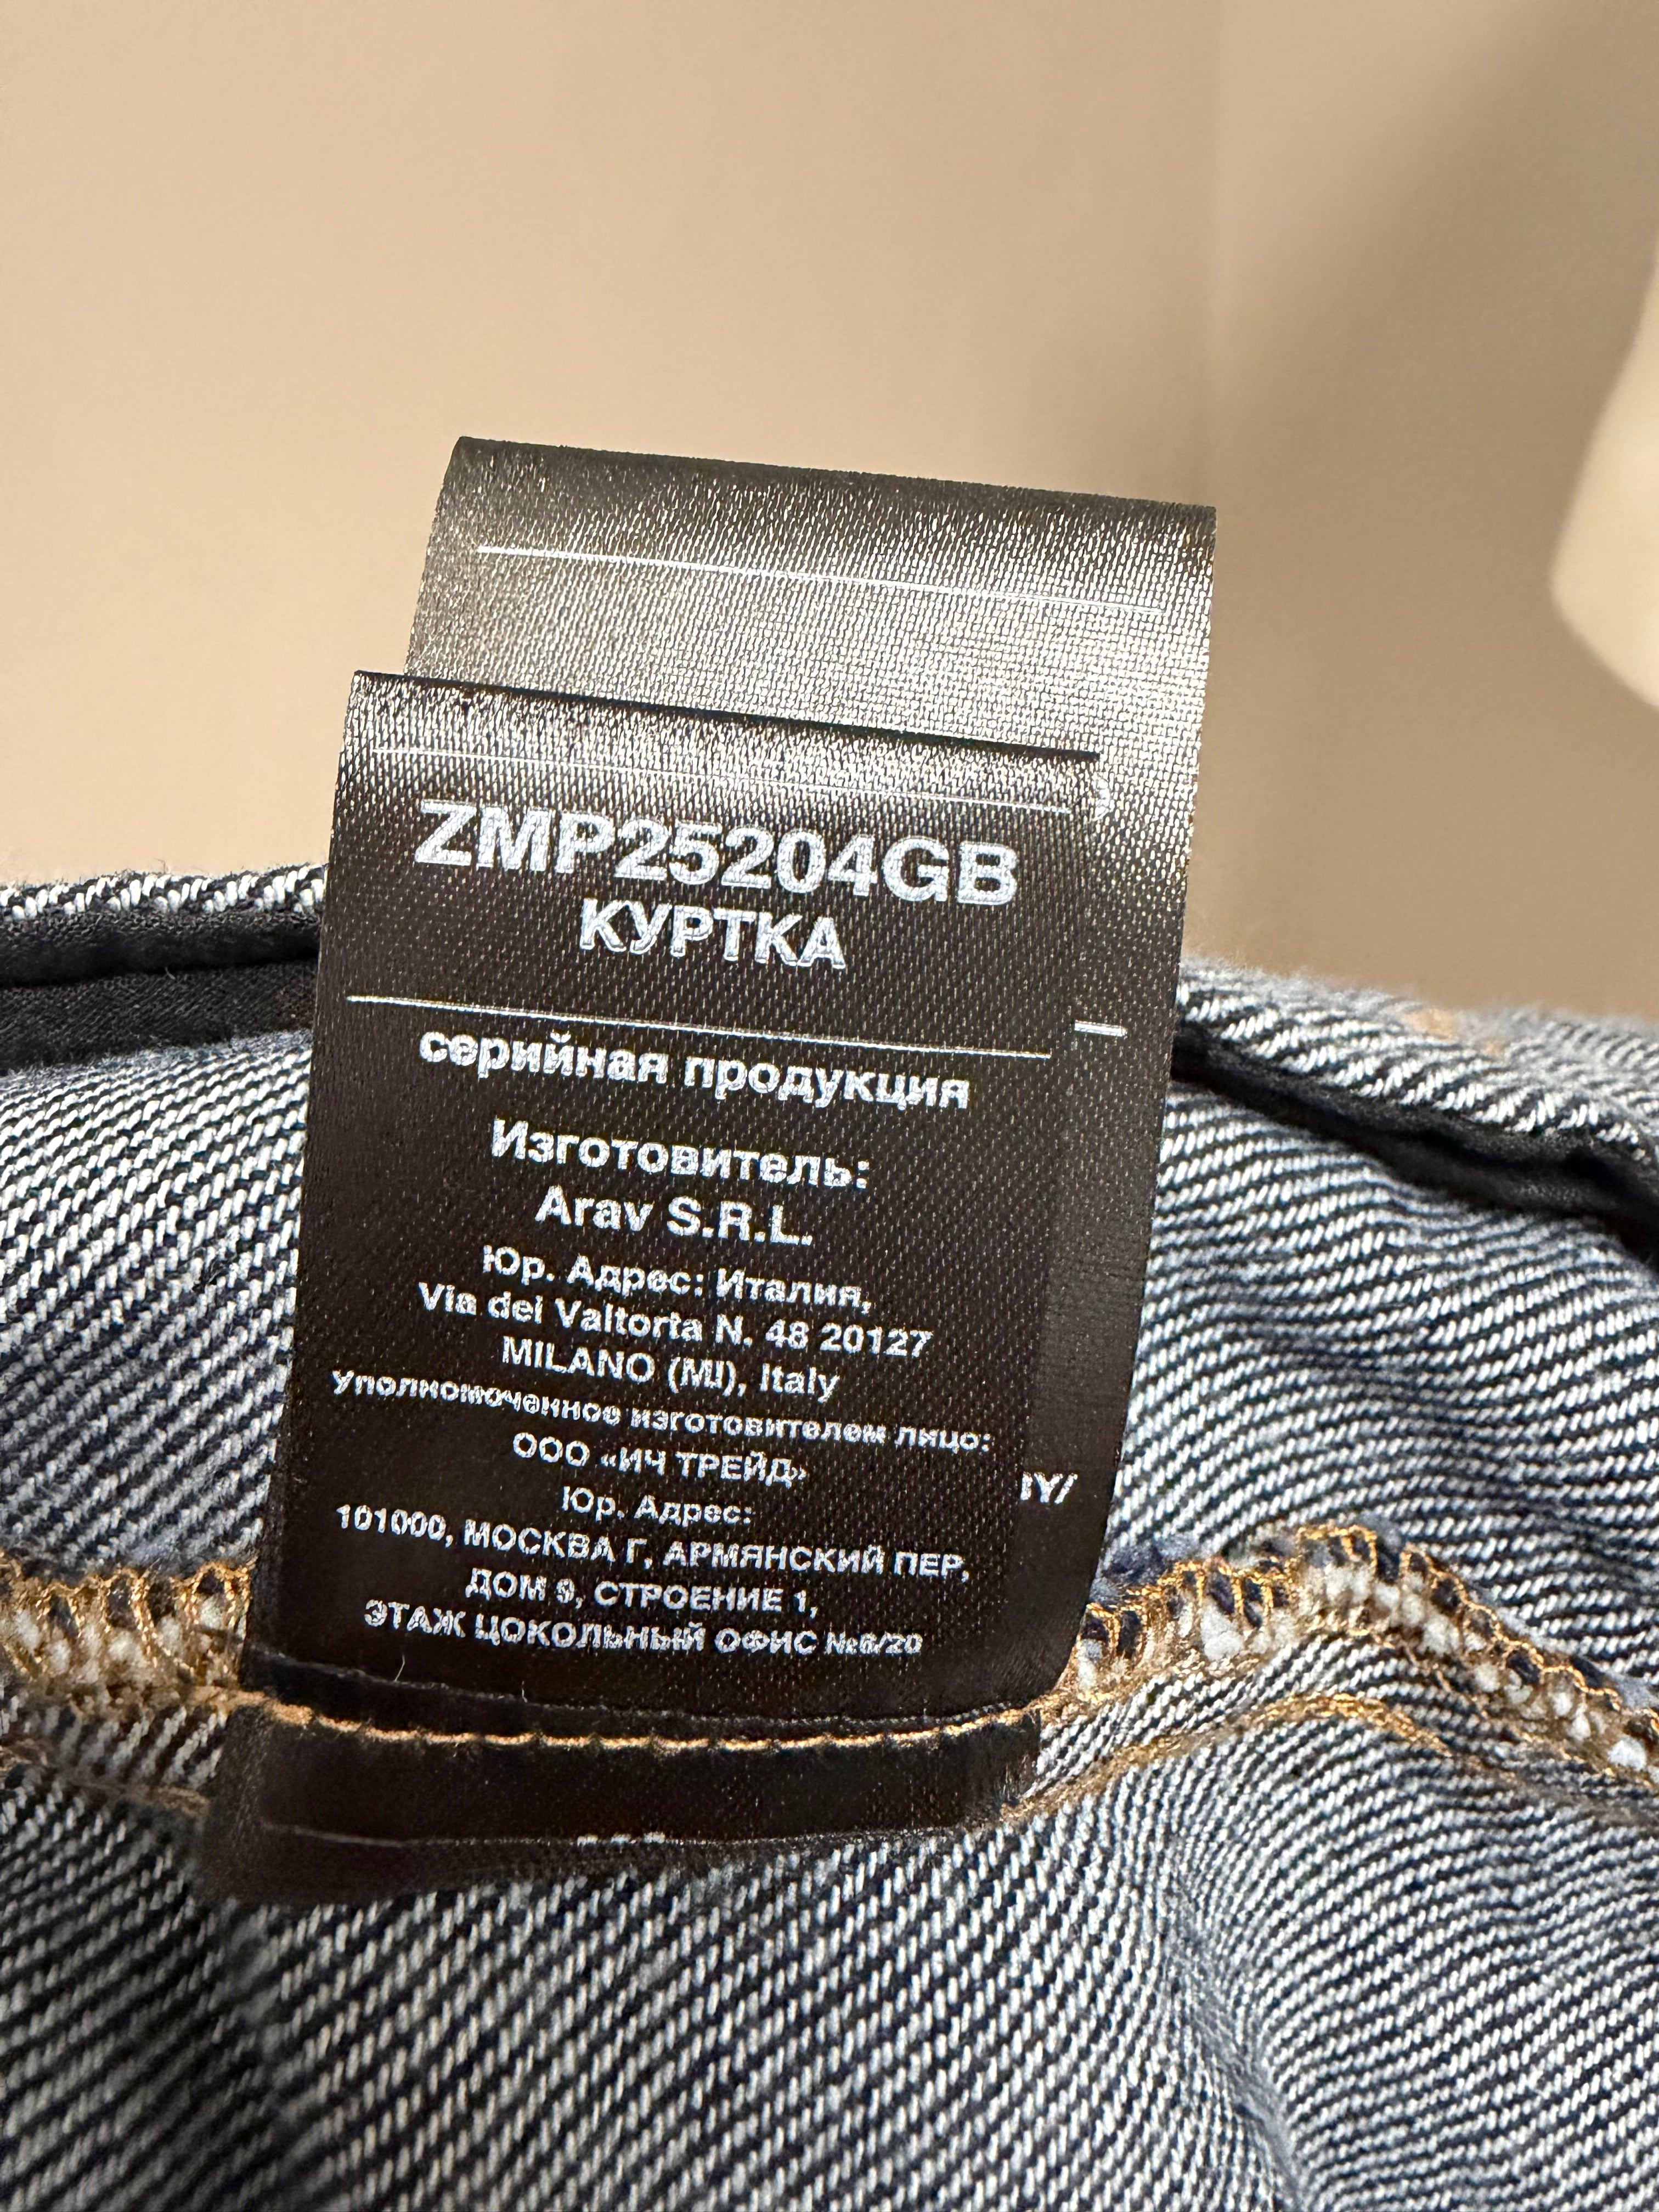 ZMP25204GB
КУРТКА
серийная продукция
Изготовитель:
Arav S.R.L.
Юр. Адрес: Италия,
Via dei Valtorta N. 48 20127
MILANO (MI), Italy
Уполномоченное изготовителем лицо:
ООО «ИЧ ТРЕЙД»
Юр. Адрес:
101000, МОСКВА Г, АРМЯНСКИЙ ПЕР,
ДОМ 9, СТРОЕНИЕ 1,
ЭТАЖ ЦОКОЛЬНЫЙ ОФИС №6/20